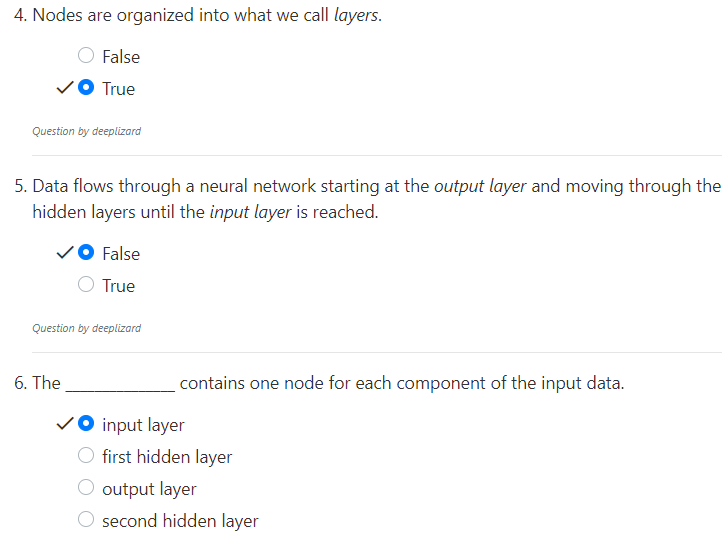 4. Nodes are organized into what we call layers.
False
True
Question by deeplizard
5. Data flows through a neural network starting at the output layer and moving through the
hidden layers until the input layer is reached.
False
True
Question by deeplizard
6. The ____________ contains one node for each component of the input data.
input layer
first hidden layer
output layer
second hidden layer